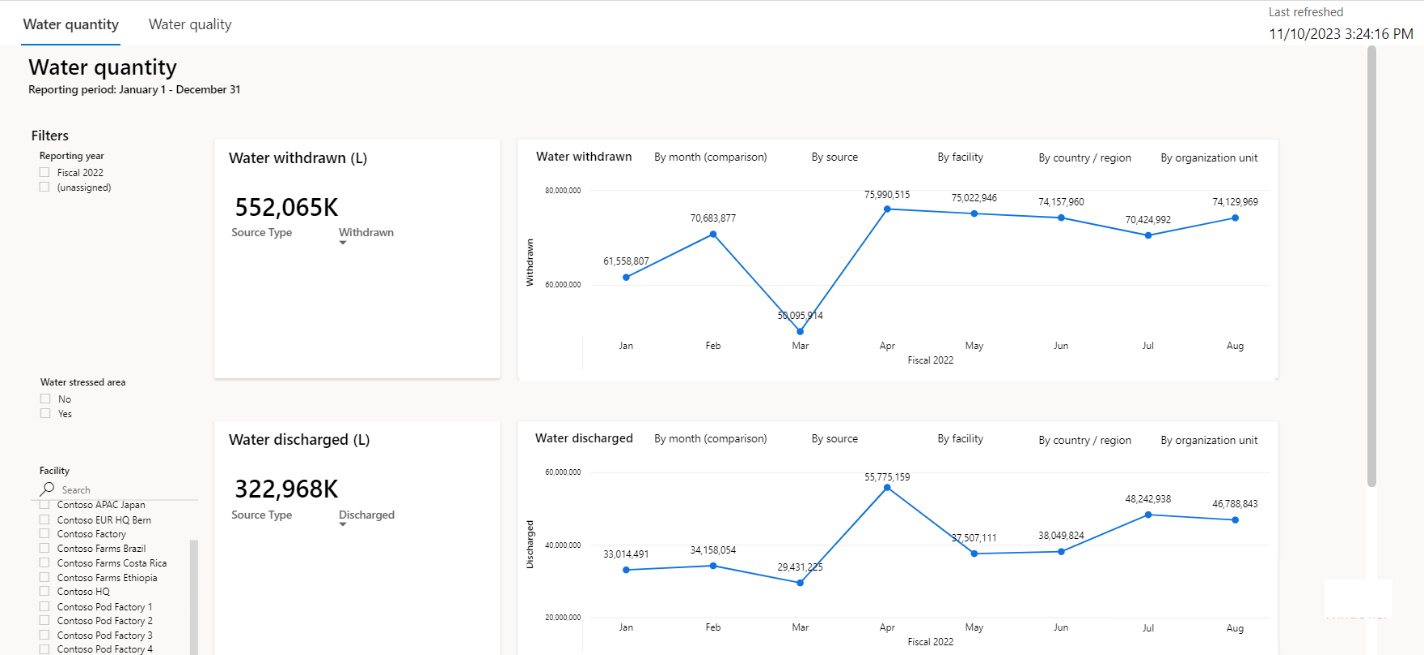 Water quantity
Water quality
Last refreshed
11/10/2023 3:24:16 PM
Water quantity
Reporting period: January 1 - December 31
Filters
Reporting year
Fiscal 2022
(unassigned)
Water stressed area
No
Yes
Facility
Search
Contoso APAC Japan
Contoso EUR HQ Bern
Contoso Factory
Contoso Farms Brazil
Contoso Farms Costa Rica
Contoso Farms Ethiopia
Contoso HQ
Contoso Pod Factory 1
Contoso Pod Factory 2
Contoso Pod Factory 3
Contoso Pod Factory 4
Water withdrawn (L)
552,065K
Source Type Withdrawn
Water withdrawn By month (comparison) By source By facility By country / region By organization unit
80,000,000
60,000,000
Withdrawn
61,558,807
70,683,877
50,095,914
75,990,515
75,022,946
74,157,960
70,424,992
74,129,969
Jan Feb Mar Apr May Jun Jul Aug
Fiscal 2022
Water discharged (L)
322,968K
Source Type Discharged
Water discharged By month (comparison) By source By facility By country / region By organization unit
60,000,000
40,000,000
20,000,000
Discharged
33,014,491
34,158,054
29,431,225
55,775,159
37,507,111
38,049,824
48,242,938
46,788,843
Jan Feb Mar Apr May Jun Jul Aug
Fiscal 2022